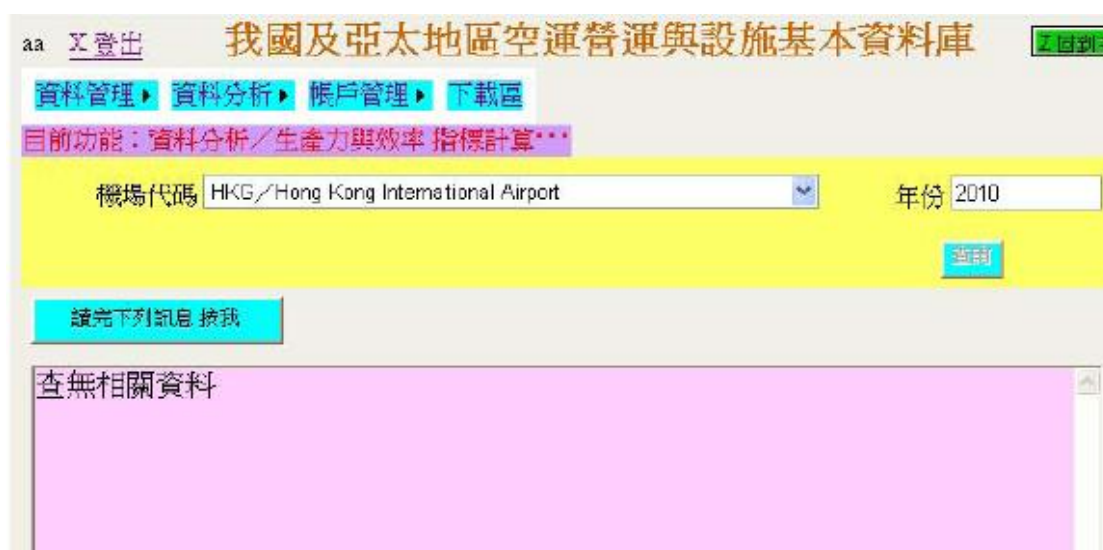 aa X登出 我國及亞太地區空運營運與設施基本資料庫 Z回到
資料管理 資料分析 帳戶管理 下載區
目前功能：資料分析／生產力與效率 指標計算***
機場代碼 HKG／Hong Kong International Airport 年份 2010
查詢
讀完下列訊息 按我
查無相關資料